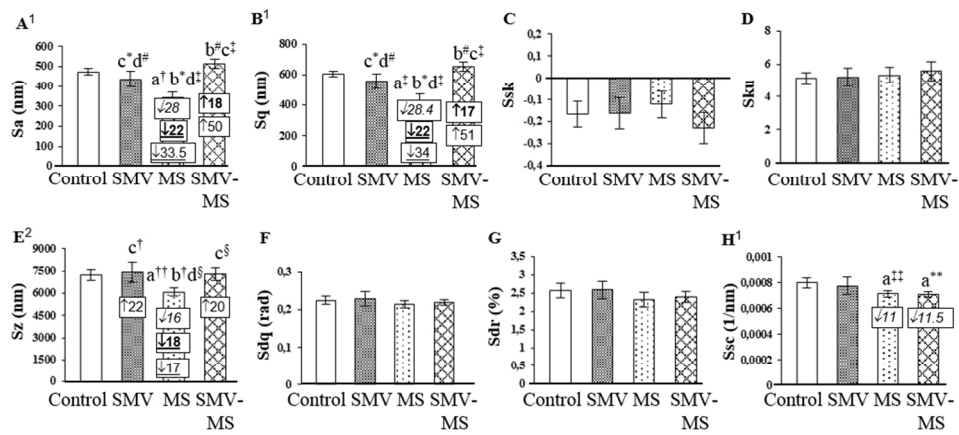 A¹
Sa (nm)
600
500
400
300
200
100
0
c*d#
a† b*d‡
b#c‡
↓28
↓22
↓33.5
↑18
↑50
Control SMV MS SMV-
MS
B¹
Sq (nm)
800
600
400
200
0
c*d#
a‡ b*d‡
b#c‡
↓28.4
↓22
↓34
↑17
↑51
Control SMV MS SMV-
MS
C
Ssk
0,2
0,1
0
-0,1
-0,2
-0,3
-0,4
Control SMV MS SMV-
MS
D
Sku
8
6
4
2
0
Control SMV MS SMV-
MS
E²
Sz (nm)
9000
7500
6000
4500
3000
1500
0
c†
a†† b†d§
c§
↑22
↓16
↓18
↓17
↑20
Control SMV MS SMV-
MS
F
Sdq (rad)
0,3
0,2
0,1
0
Control SMV MS SMV-
MS
G
Sdr (%)
3.5
3
2.5
2
1.5
1
0.5
0
Control SMV MS SMV-
MS
H¹
Ssc (1/nm)
0,001
0,0008
0,0006
0,0004
0,0002
0
a‡‡
a**
↓11
↓11.5
Control SMV MS SMV-
MS